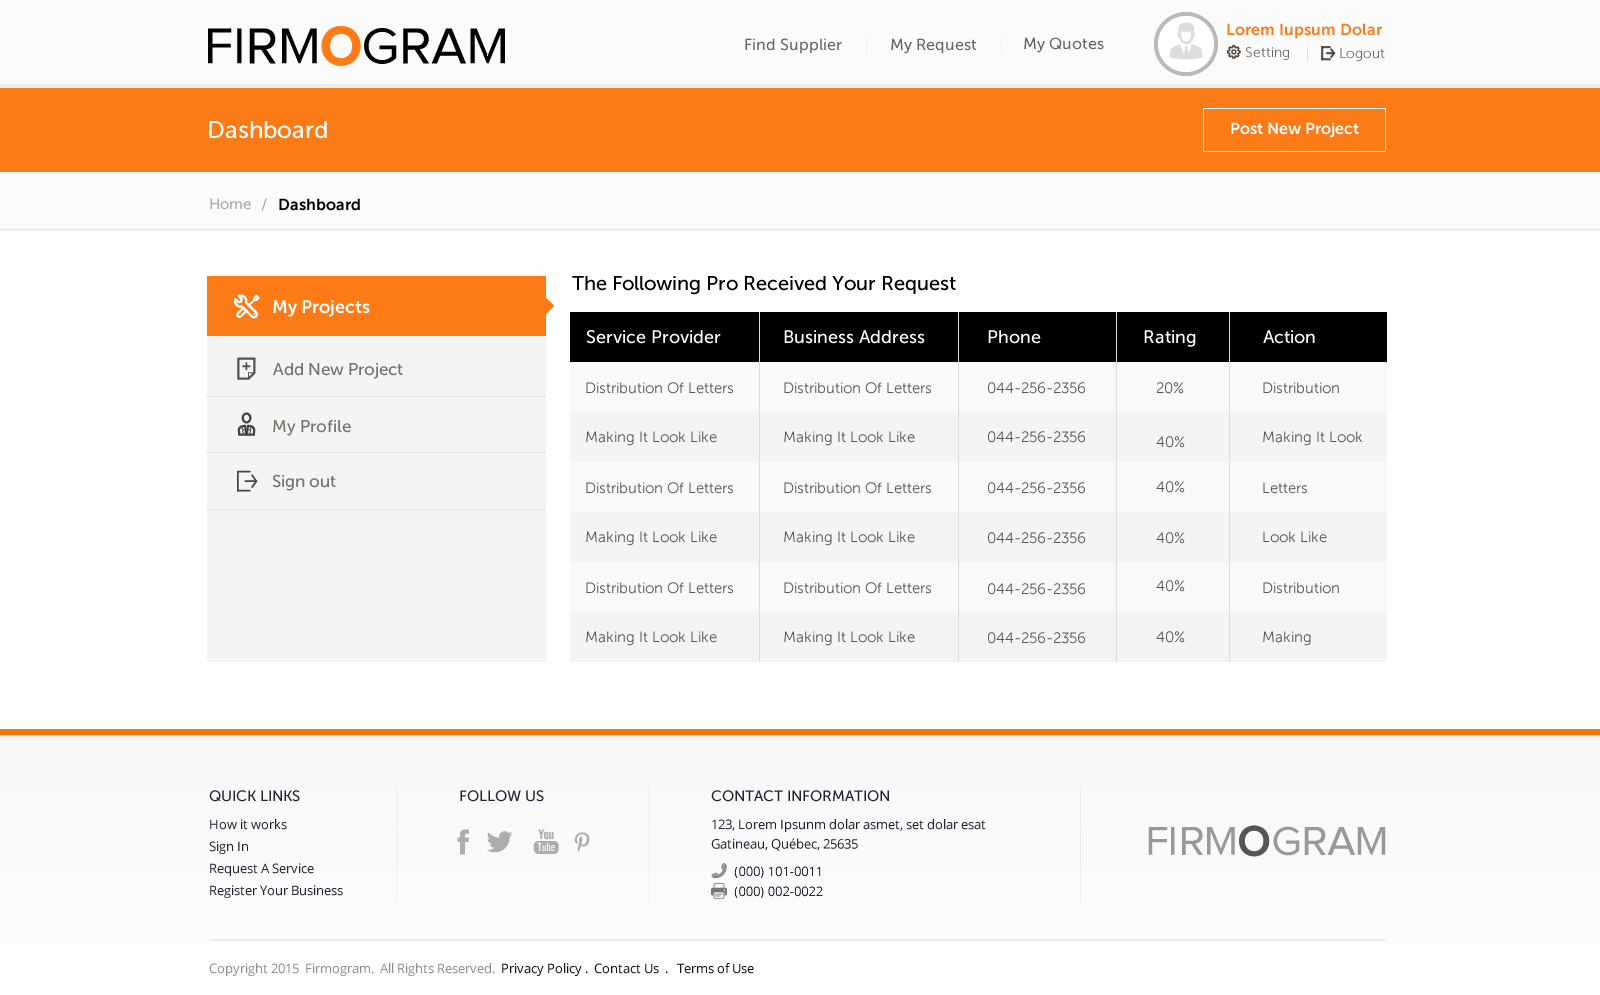 FIRMOGRAM
Find Supplier
My Request
My Quotes
Lorem Iupsum Dolar
Setting
Logout
Dashboard
Post New Project
Home / Dashboard
My Projects
Add New Project
My Profile
Sign out
The Following Pro Received Your Request
Service Provider Business Address Phone Rating Action
Distribution Of Letters Distribution Of Letters 044-256-2356 20% Distribution
Making It Look Like Making It Look Like 044-256-2356 40% Making It Look
Distribution Of Letters Distribution Of Letters 044-256-2356 40% Letters
Making It Look Like Making It Look Like 044-256-2356 40% Look Like
Distribution Of Letters Distribution Of Letters 044-256-2356 40% Distribution
Making It Look Like Making It Look Like 044-256-2356 40% Making
QUICK LINKS
How it works
Sign In
Request A Service
Register Your Business
FOLLOW US
You
Tube
CONTACT INFORMATION
123, Lorem Ipsunm dolar asmet, set dolar esat
Gatineau, Québec, 25635
(000) 101-0011
(000) 002-0022
FIRMOGRAM
Copyright 2015 Firmogram. All Rights Reserved. Privacy Policy . Contact Us . Terms of Use